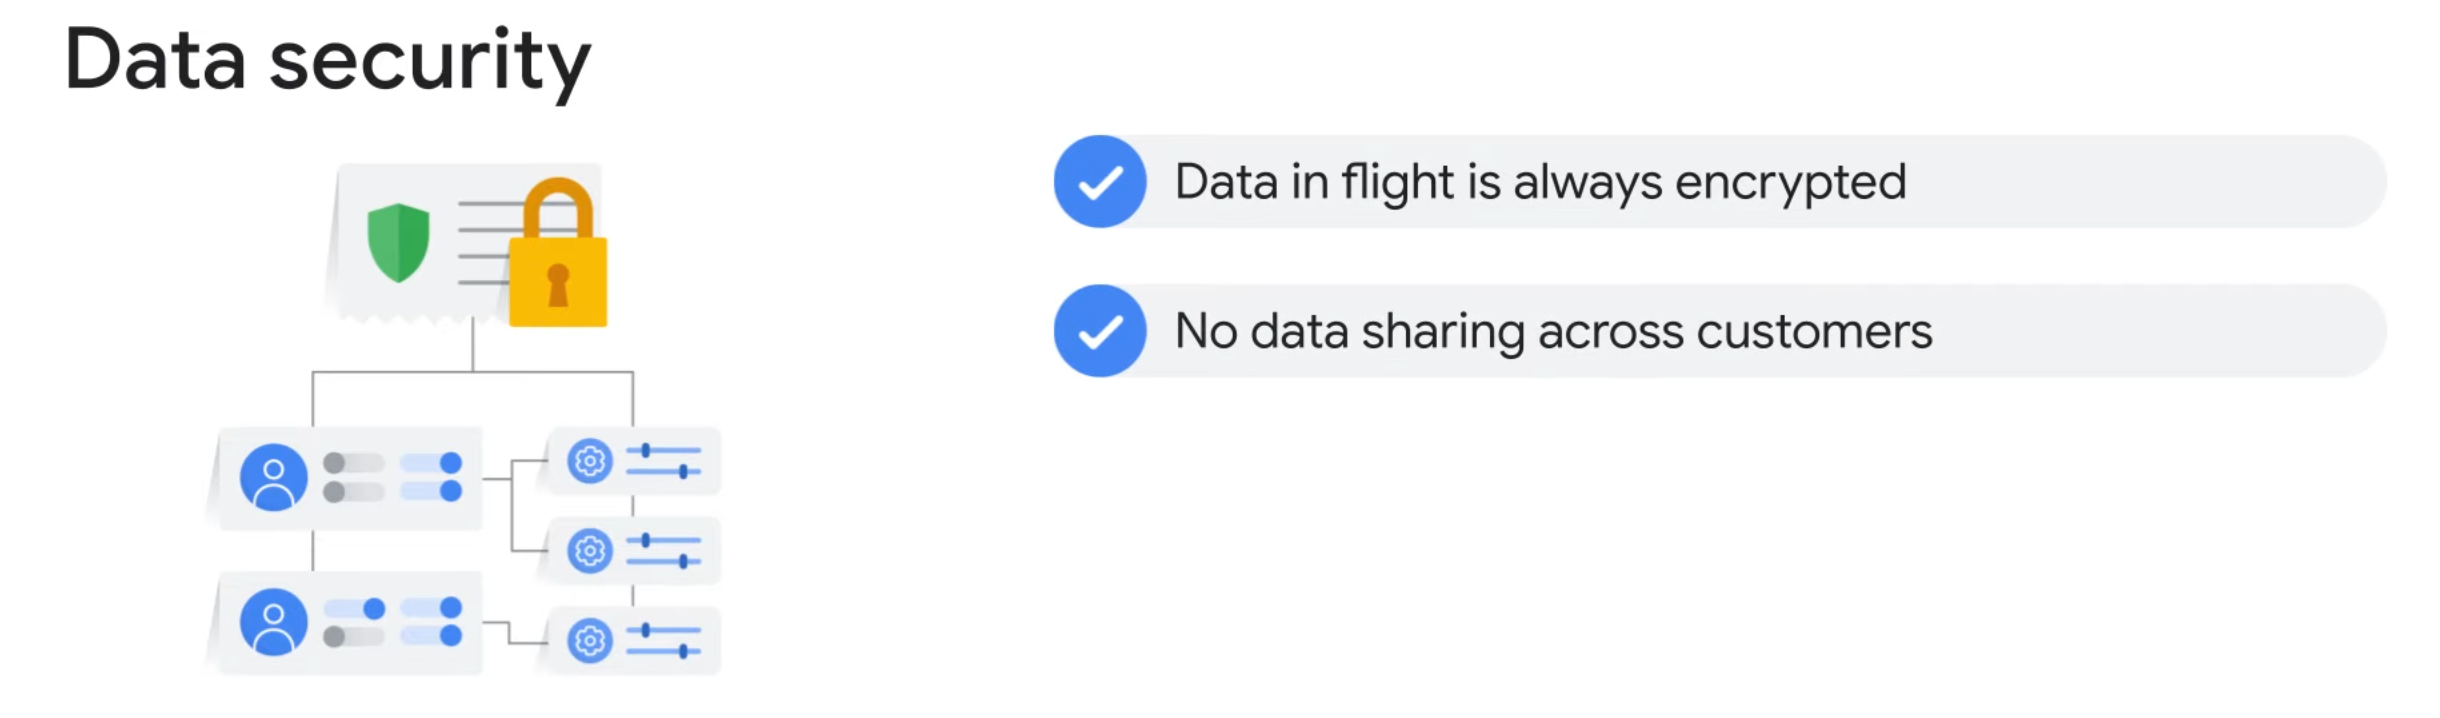 Data security
Data in flight is always encrypted
No data sharing across customers